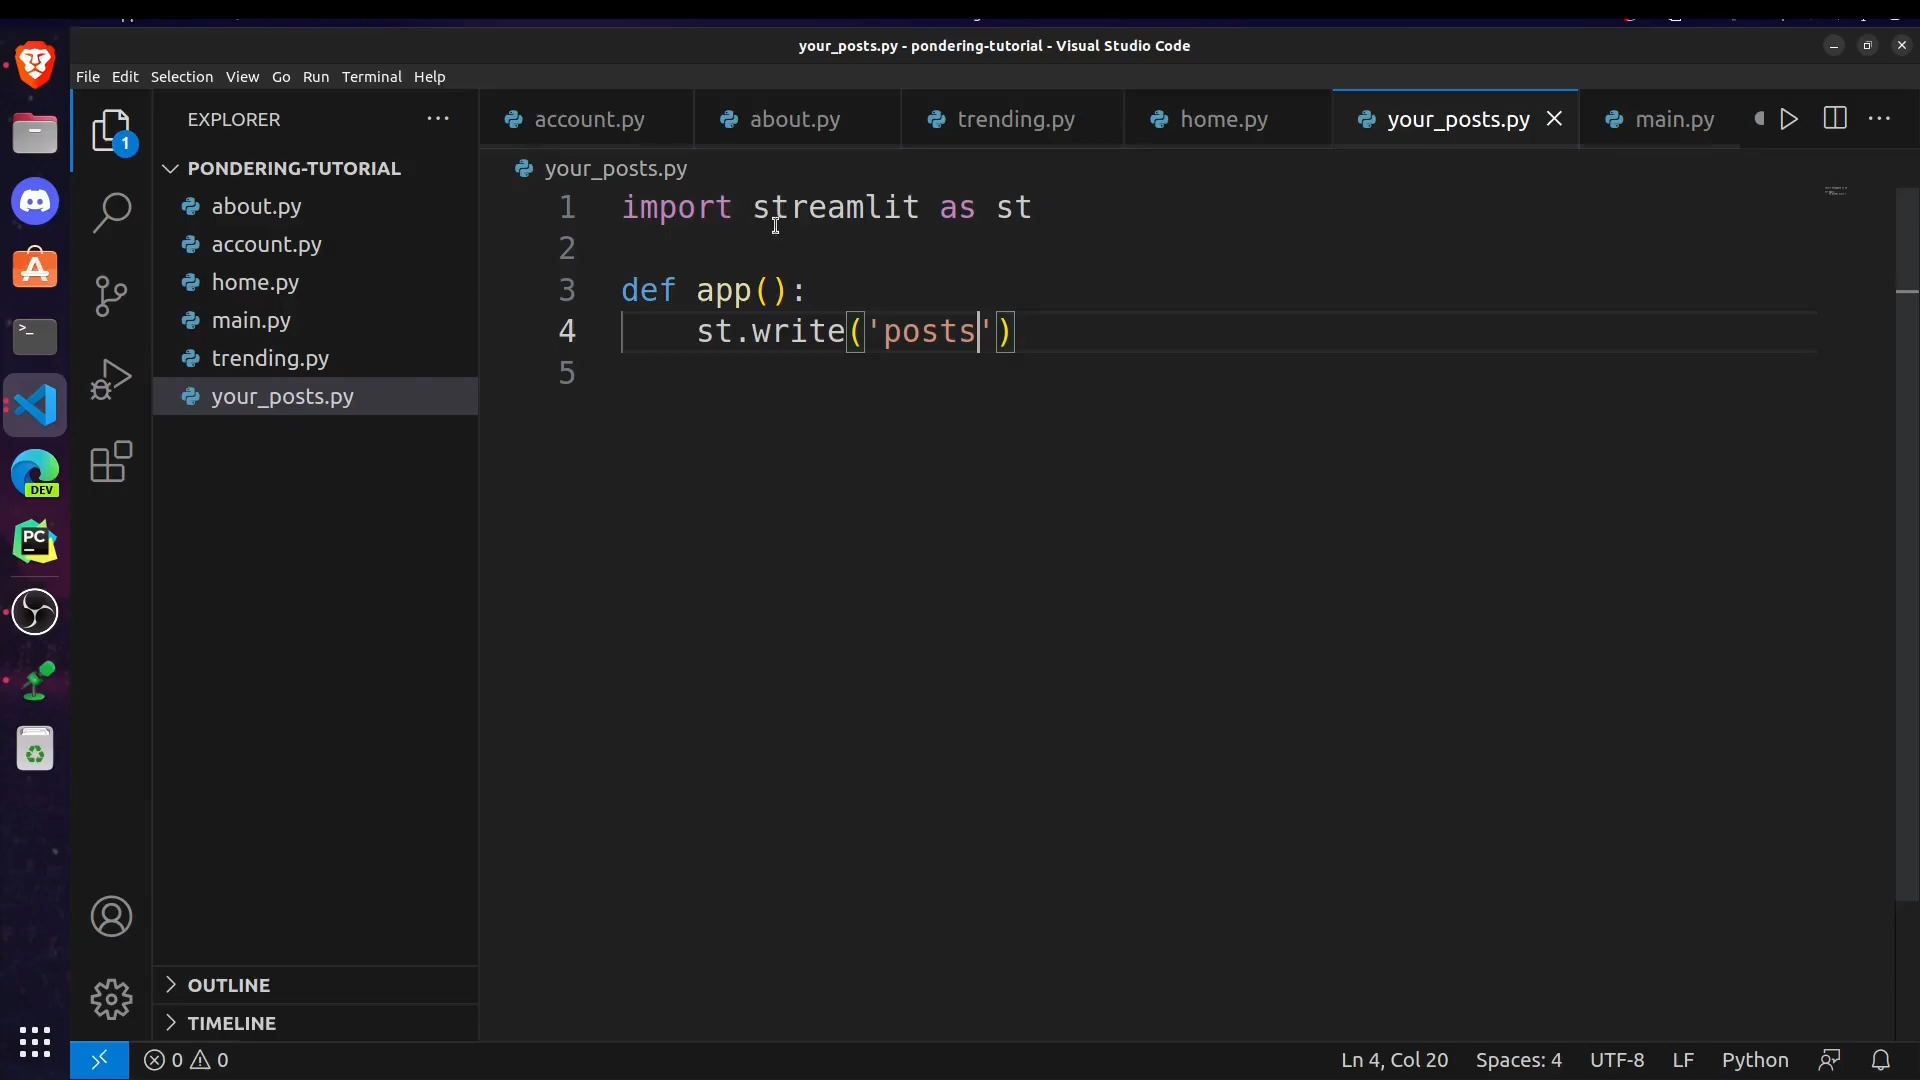 your_posts.py - pondering-tutorial - Visual Studio Code
File Edit Selection View Go Run Terminal Help
1
EXPLORER
PONDERING-TUTORIAL
about.py
account.py
home.py
main.py
trending.py
your_posts.py
OUTLINE
TIMELINE
account.py about.py trending.py home.py your_posts.py main.py
your_posts.py
1 import streamlit as st
2
3 def app():
4 st.write('posts')
5
DEV
PC
0 0
Ln 4, Col 20 Spaces: 4 UTF-8 LF Python